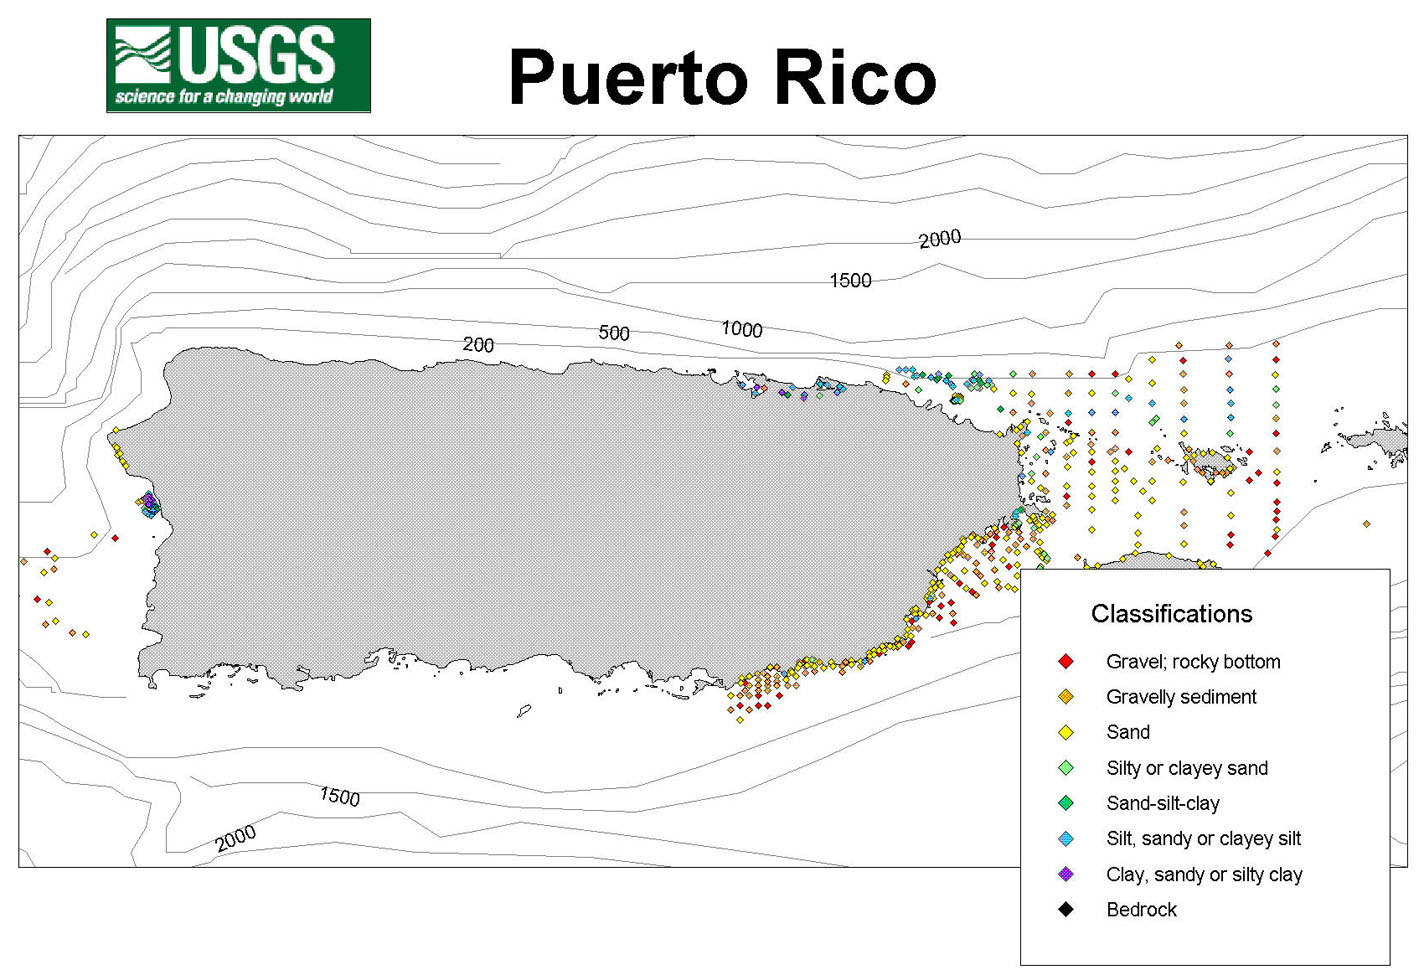 USGS
science for a changing world
Puerto Rico
2000
1500
1000
500
200
1500
2000
Classifications
Gravel; rocky bottom
Gravelly sediment
Sand
Silty or clayey sand
Sand-silt-clay
Silt, sandy or clayey silt
Clay, sandy or silty clay
Bedrock